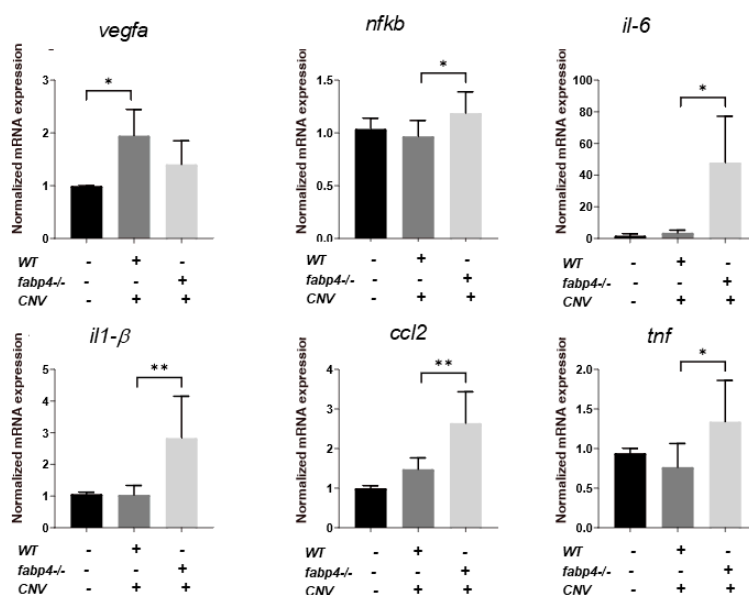 vegfa
nfkb
il-6
Normalized mRNA expression
3
2
1
0
*
Normalized mRNA expression
1.5
1.0
0.5
0.0
*
Normalized mRNA expression
100
80
60
40
20
0
*
WT - + -
fabp4-/- - - +
CNV - + +
WT - + -
fabp4-/- - - +
CNV - + +
WT - + -
fabp4-/- - - +
CNV - + +
il1-β
ccl2
tnf
Normalized mRNA expression
5
4
3
2
1
0
**
Normalized mRNA expression
4
3
2
1
0
**
Normalized mRNA expression
2.0
1.5
1.0
0.5
0.0
*
WT - + -
fabp4-/- - - +
CNV - + +
WT - + -
fabp4-/- - - +
CNV - + +
WT - + -
fabp4-/- - - +
CNV - + +